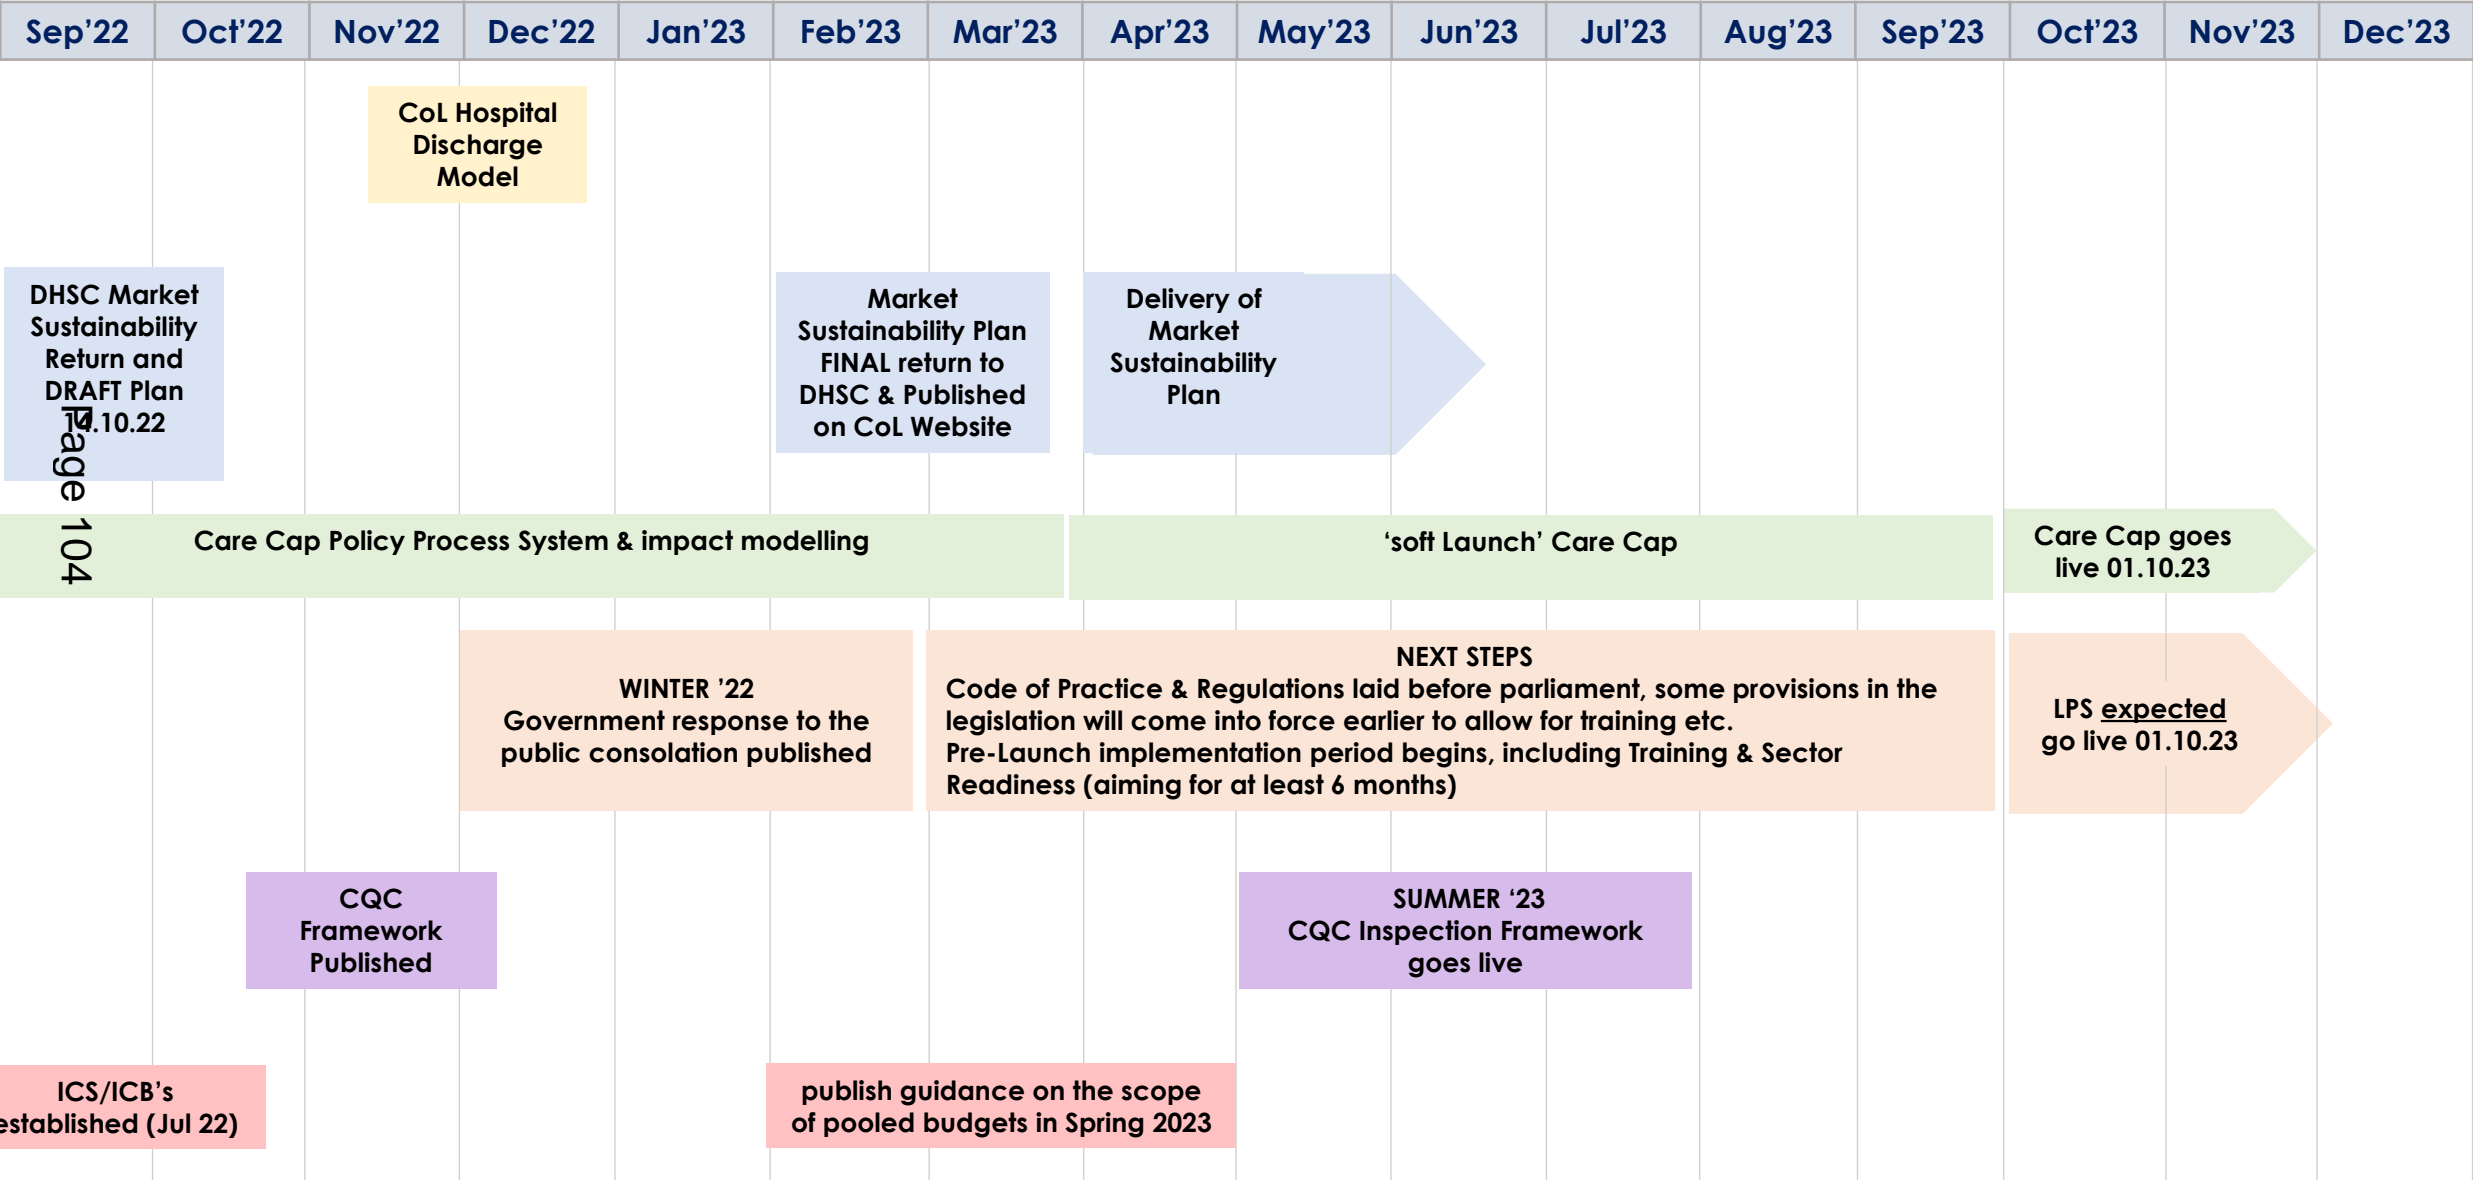 Sep’22 Oct’22 Nov’22 Dec’22 Jan’23 Feb’23 Mar’23 Apr’23 May’23 Jun’23 Jul’23 Aug’23 Sep’23 Oct’23 Nov’23 Dec’23
CoL Hospital
Discharge
Model
DHSC Market
Sustainability
Return and
DRAFT Plan
14.10.22
Market
Sustainability Plan
FINAL return to
DHSC & Published
on CoL Website
Delivery of
Market
Sustainability
Plan
Page 104
Care Cap Policy Process System & impact modelling
‘soft Launch’ Care Cap
Care Cap goes
live 01.10.23
WINTER ’22
Government response to the
public consolation published
NEXT STEPS
Code of Practice & Regulations laid before parliament, some provisions in the
legislation will come into force earlier to allow for training etc.
Pre-Launch implementation period begins, including Training & Sector
Readiness (aiming for at least 6 months)
LPS expected
go live 01.10.23
CQC
Framework
Published
SUMMER ‘23
CQC Inspection Framework
goes live
ICS/ICB’s
established (Jul 22)
publish guidance on the scope
of pooled budgets in Spring 2023